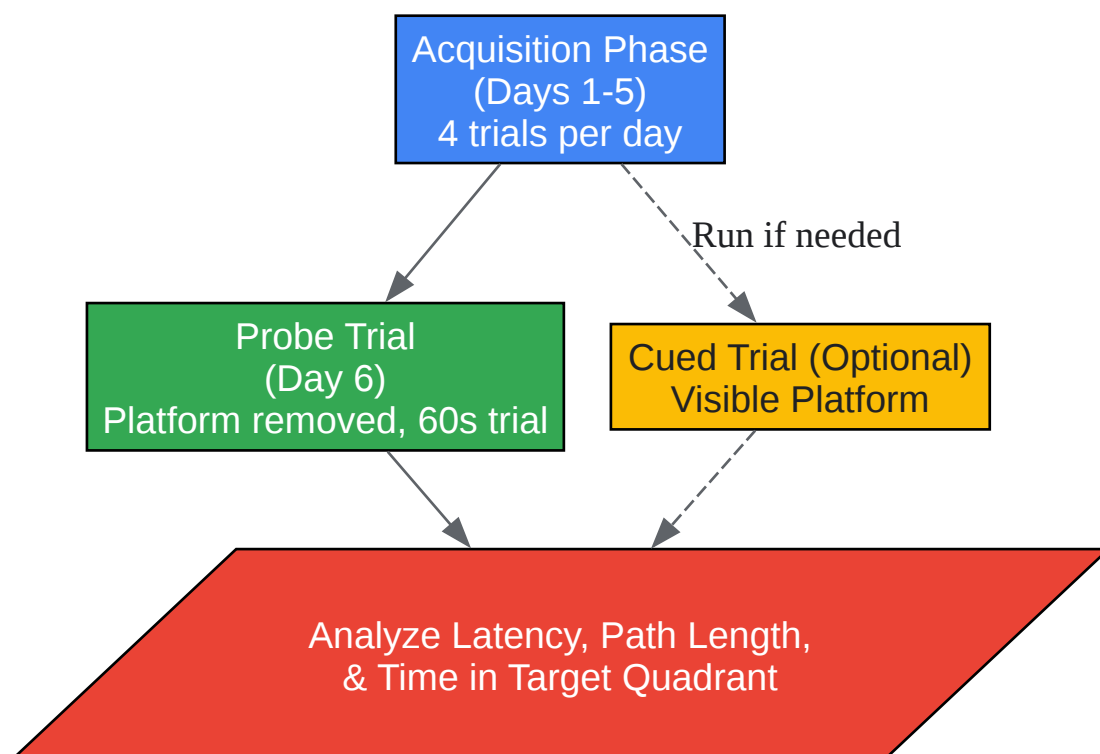 Acquisition Phase
(Days 1-5)
4 trials per day
Run if needed
Probe Trial
(Day 6)
Platform removed, 60s trial
Cued Trial (Optional)
Visible Platform
Analyze Latency, Path Length,
& Time in Target Quadrant